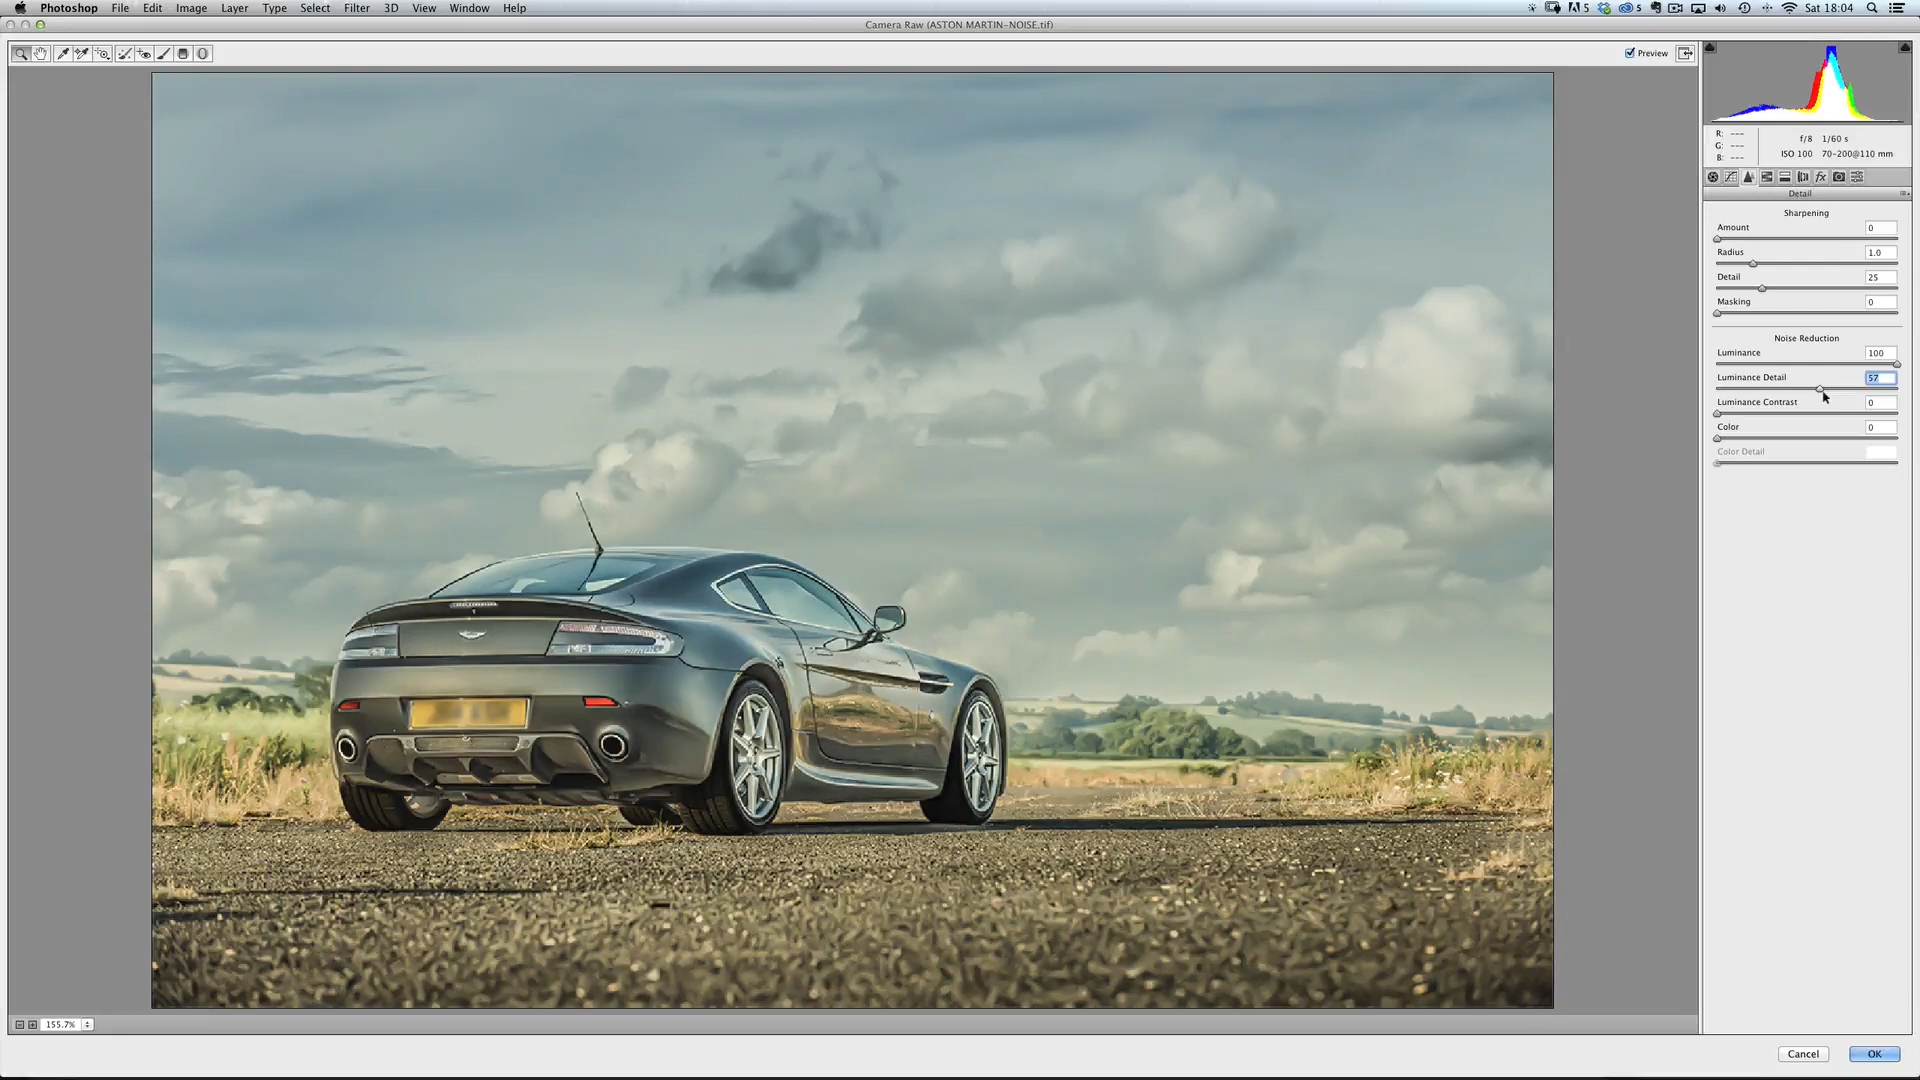 Photoshop File Edit Image Layer Type Select Filter 3D View Window Help 5 5 Sat 18:04
Camera Raw (ASTON MARTIN-NOISE.tif)
Preview
R: ---
G: ---
B: ---
f/8 1/60 s
ISO 100 70-200@110 mm
fx
Detail
Sharpening
Amount 0
Radius 1.0
Detail 25
Masking 0
Noise Reduction
Luminance 100
Luminance Detail 57
Luminance Contrast 0
Color 0
Color Detail
155.7%
Cancel OK